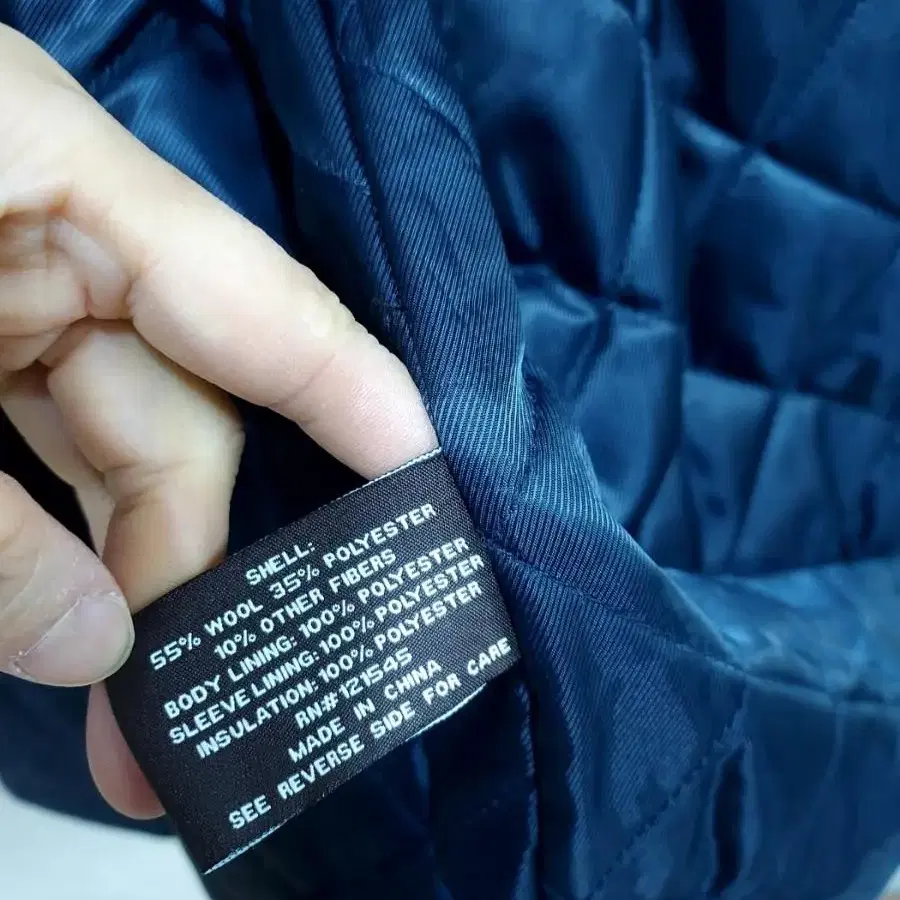 SHELL:
55% WOOL 35% POLYESTER
10% OTHER FIBERS
BODY LINING: 100% POLYESTER
SLEEVE LINING: 100% POLYESTER
INSULATION: 100% POLYESTER
RN#121545
MADE IN CHINA
SEE REVERSE SIDE FOR CARE